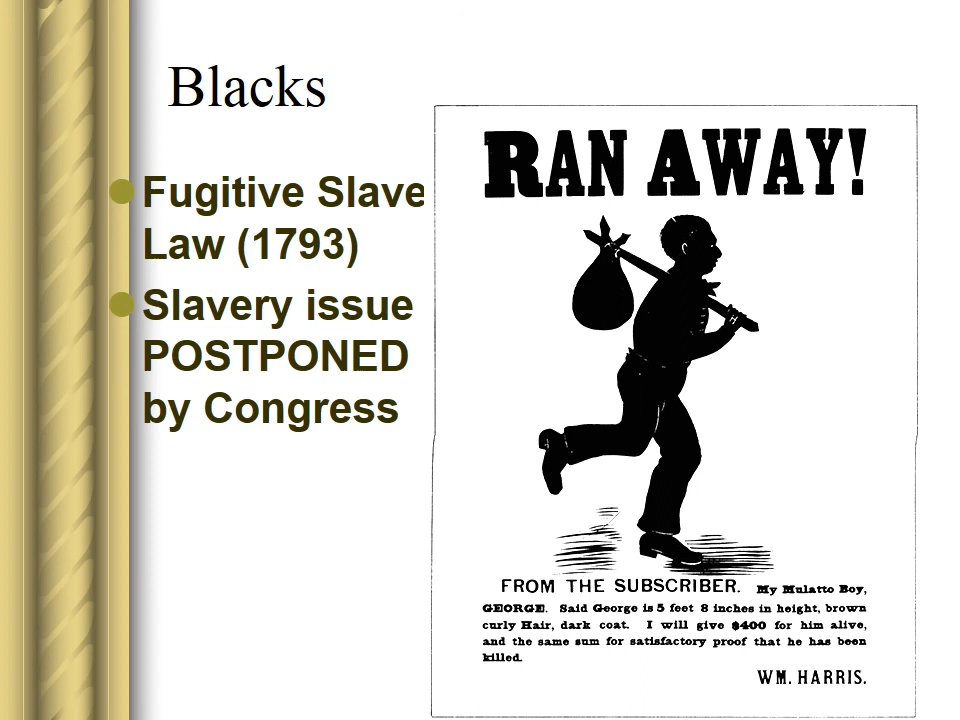 Blacks
Fugitive Slave
Law (1793)
Slavery issue
POSTPONED
by Congress
RAN AWAY!
FROM THE SUBSCRIBER. My Mulatto Boy,
GEORGE. Said George is 5 feet 8 inches in height, brown
curly Hair, dark coat. I will give $400 for him alive,
and the same sum for satisfactory proof that he has been
killed.
WM. HARRIS.